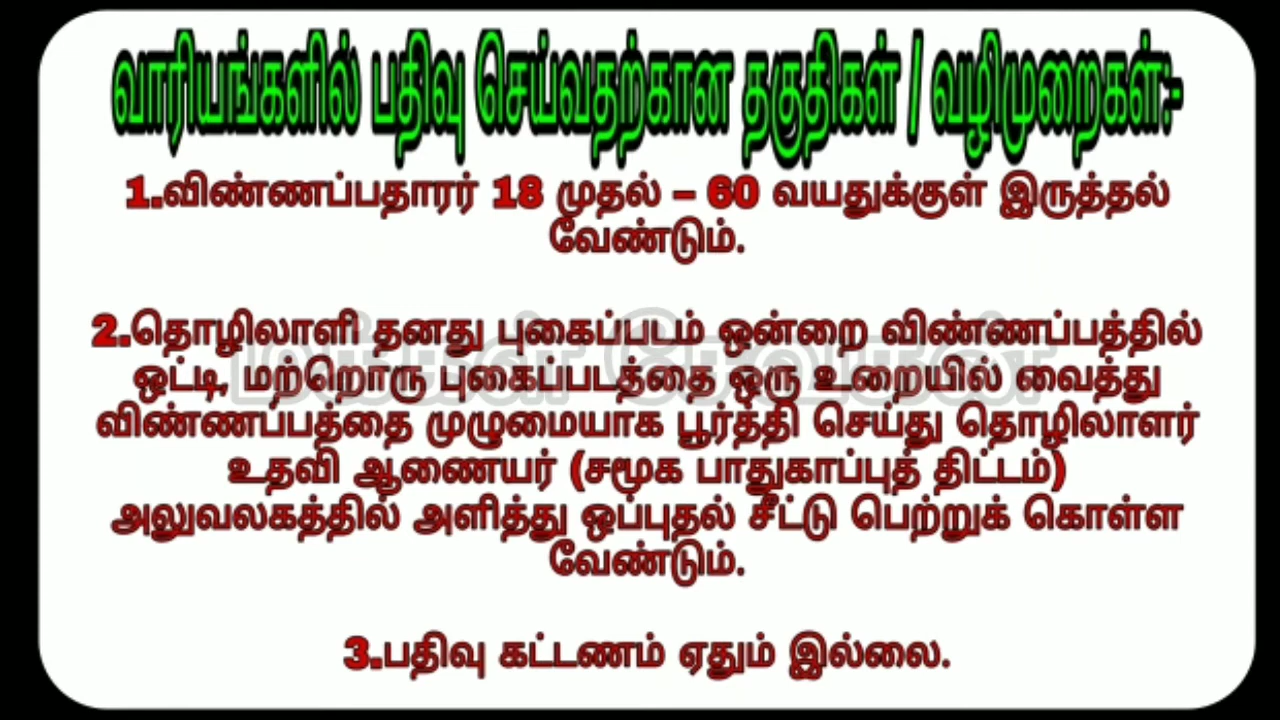 வாரியங்களில் பதிவு செய்வதற்கான தகுதிகள் / வழிமுறைகள்:-
1.விண்ணப்பதாரர் 18 முதல் – 60 வயதுக்குள் இருத்தல்
வேண்டும்.
2.தொழிலாளி தனது புகைப்படம் ஒன்றை விண்ணப்பத்தில்
ஒட்டி, மற்றொரு புகைப்படத்தை ஒரு உறையில் வைத்து
விண்ணப்பத்தை முழுமையாக பூர்த்தி செய்து தொழிலாளர்
உதவி ஆணையர் (சமூக பாதுகாப்புத் திட்டம்)
அலுவலகத்தில் அளித்து ஒப்புதல் சீட்டு பெற்றுக் கொள்ள
வேண்டும்.
3.பதிவு கட்டணம் ஏதும் இல்லை.